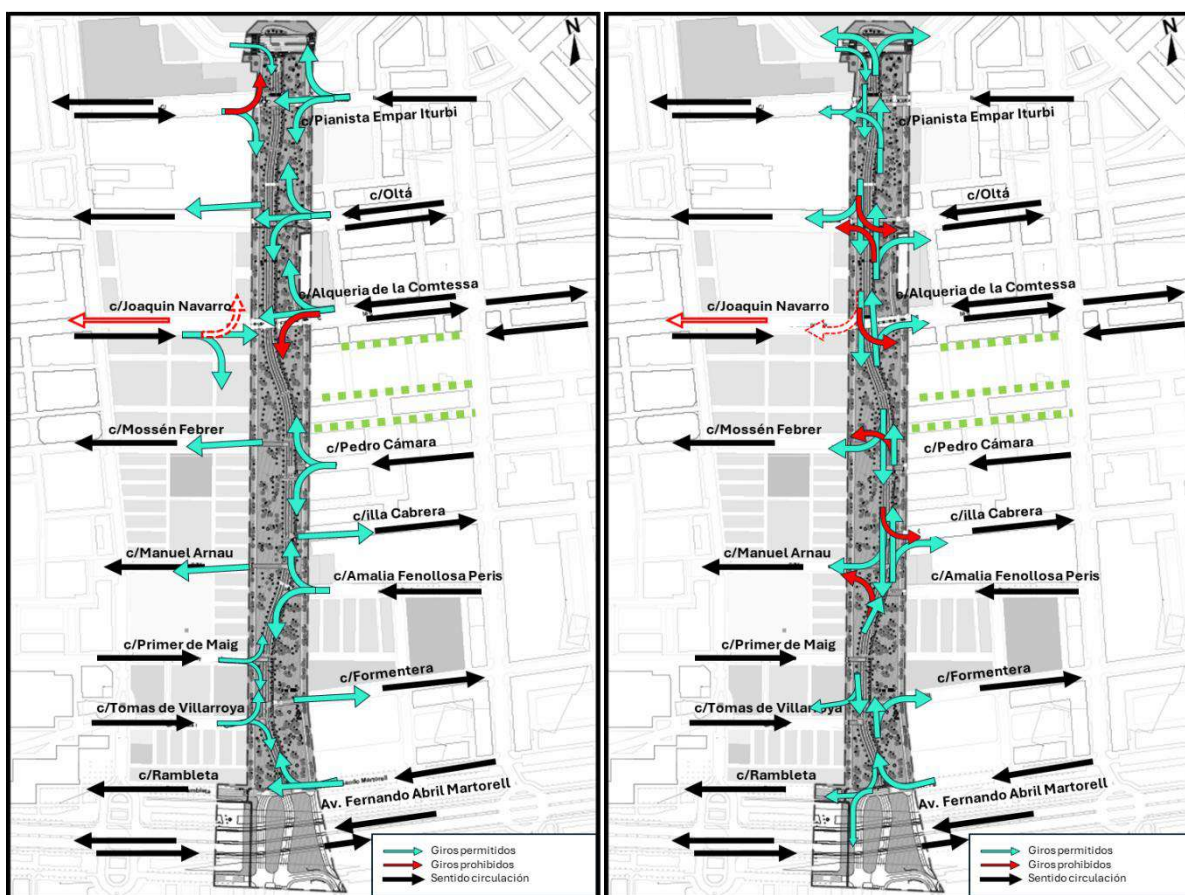 N
c/Pianista Empar Iturbi
c/Oltá
c/Alqueria de la Comtessa
c/Joaquin Navarro
c/Mossén Febrer
c/Pedro Cámara
c/illa Cabrera
c/Manuel Arnau
c/Amalia Fenollosa Peris
c/Primer de Maig
c/Formentera
c/Tomas de Villarroya
c/Rambleta
Av. Fernando Abril Martorell
Giros permitidos
Giros prohibidos
Sentido circulación
N
c/Pianista Empar Iturbi
c/Oltá
c/Alqueria de la Comtessa
c/Joaquin Navarro
c/Mossén Febrer
c/Pedro Cámara
c/illa Cabrera
c/Manuel Arnau
c/Amalia Fenollosa Peris
c/Primer de Maig
c/Formentera
c/Tomas de Villarroya
c/Rambleta
Av. Fernando Abril Martorell
Giros permitidos
Giros prohibidos
Sentido circulación